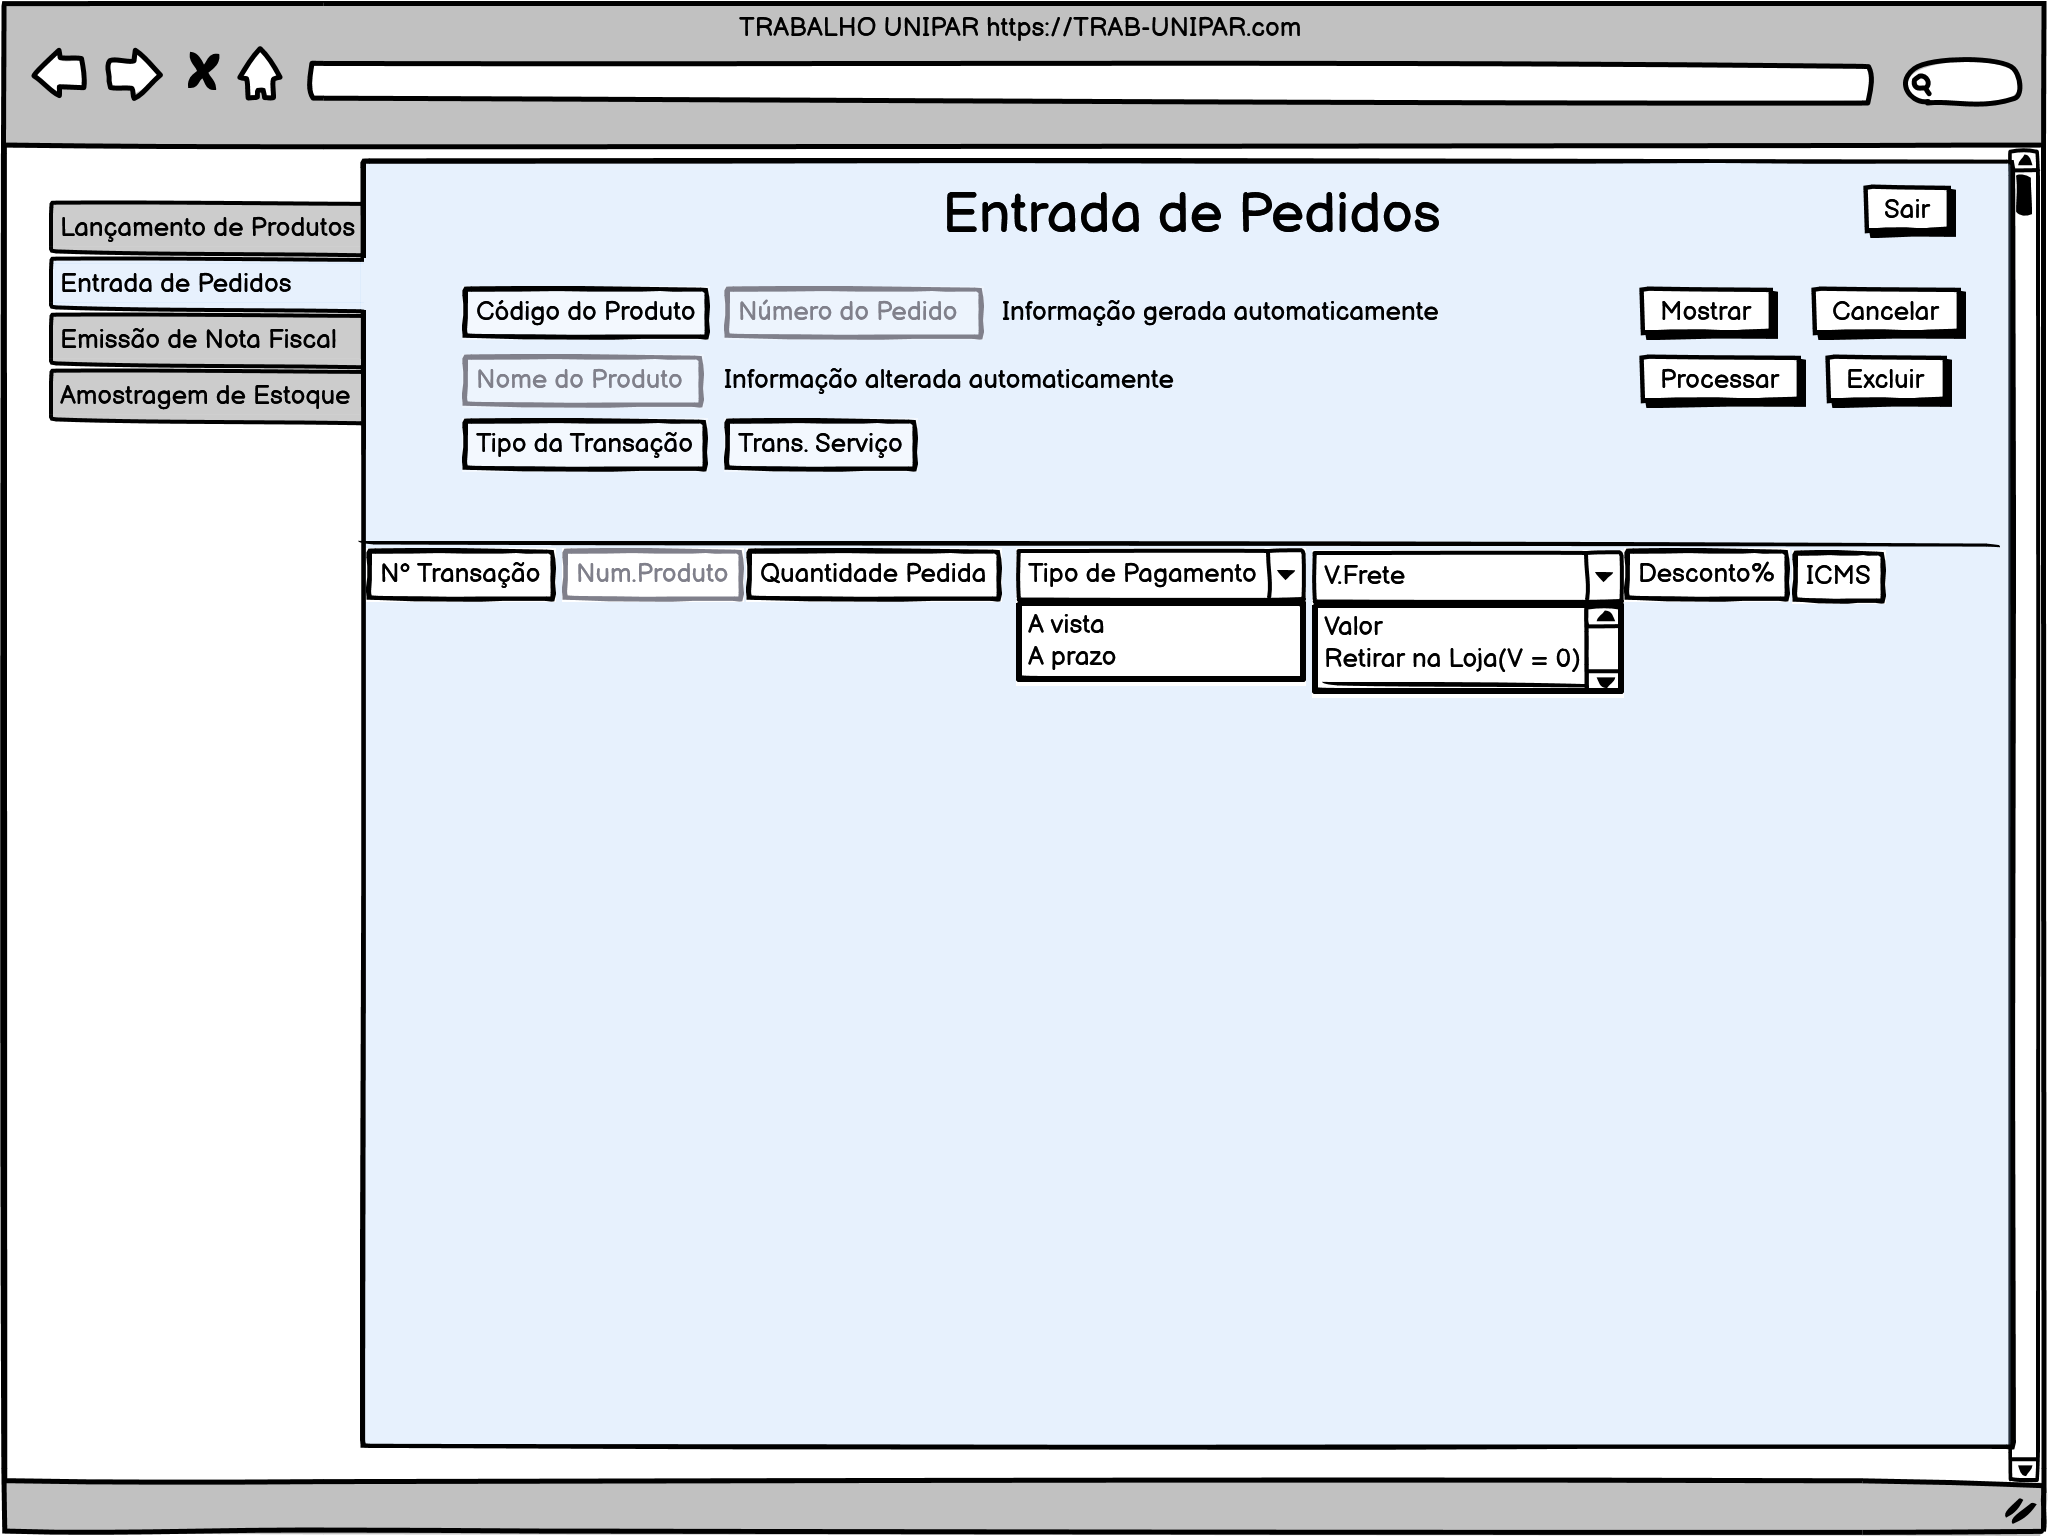 TRABALHO UNIPAR https://TRAB-UNIPAR.com
Lançamento de Produtos
Entrada de Pedidos
Emissão de Nota Fiscal
Amostragem de Estoque
Entrada de Pedidos
Sair
Código do Produto Número do Pedido Informação gerada automaticamente Mostrar Cancelar
Nome do Produto Informação alterada automaticamente Processar Excluir
Tipo da Transação Trans. Serviço
N° Transação Num.Produto Quantidade Pedida Tipo de Pagamento V.Frete Desconto% ICMS
A vista
A prazo
Valor
Retirar na Loja(V = 0)